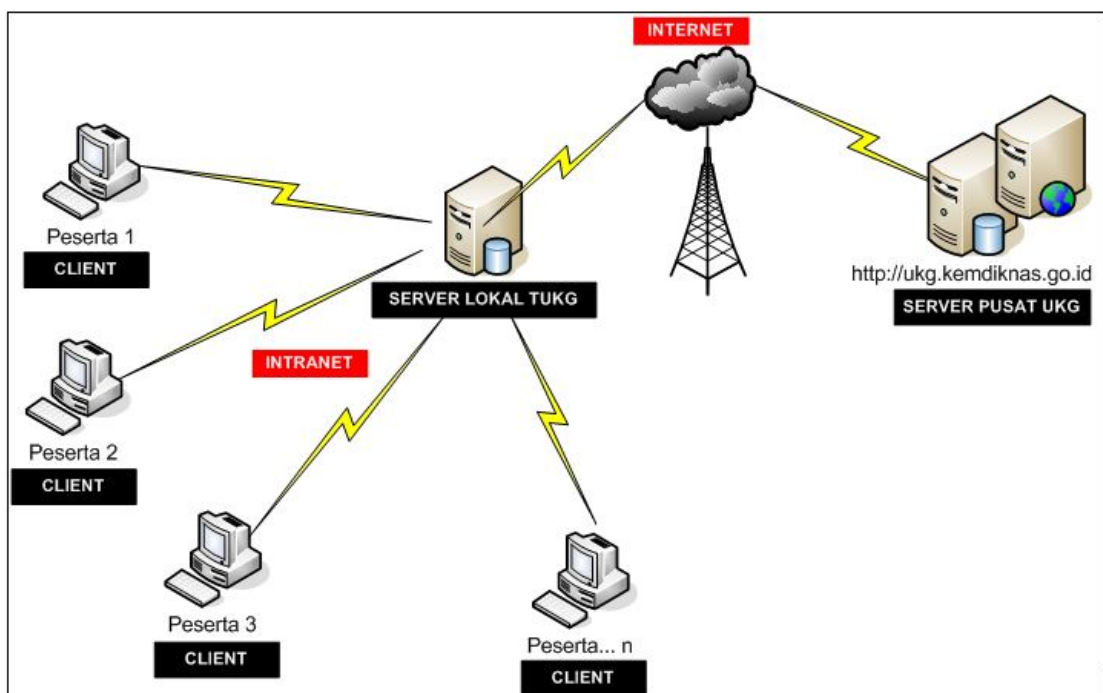 INTERNET
Peserta 1
CLIENT
http://ukg.kemdiknas.go.id
SERVER LOKAL TUKG
SERVER PUSAT UKG
INTRANET
Peserta 2
CLIENT
Peserta 3
CLIENT
Peserta... n
CLIENT